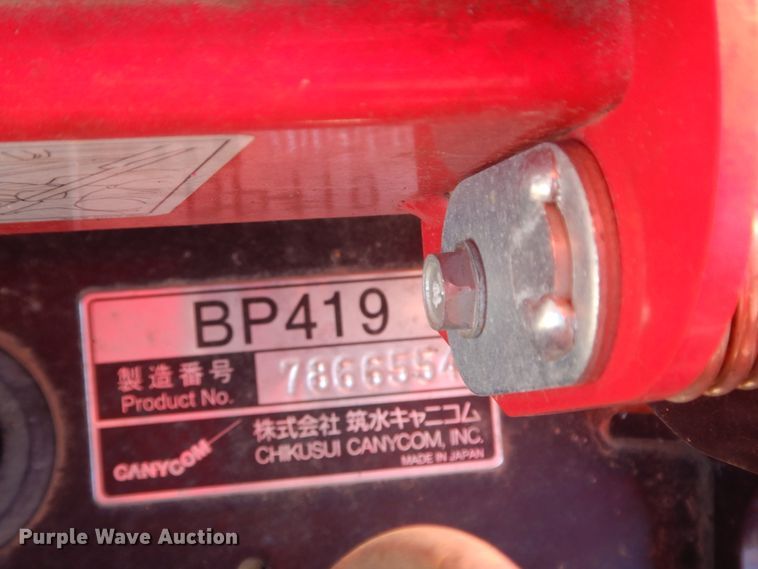 BP419
製造番号
Product No.
7866554
CANYCOM
株式会社 筑水キャニコム
CHIKUSUI CANYCOM, INC.
MADE IN JAPAN
Purple Wave Auction